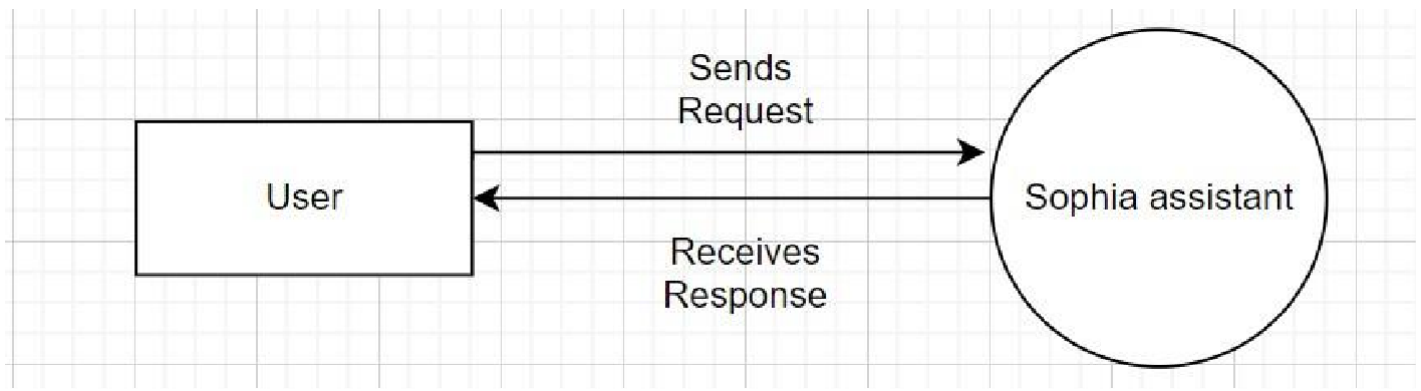 Sends
Request
User
Sophia assistant
Receives
Response